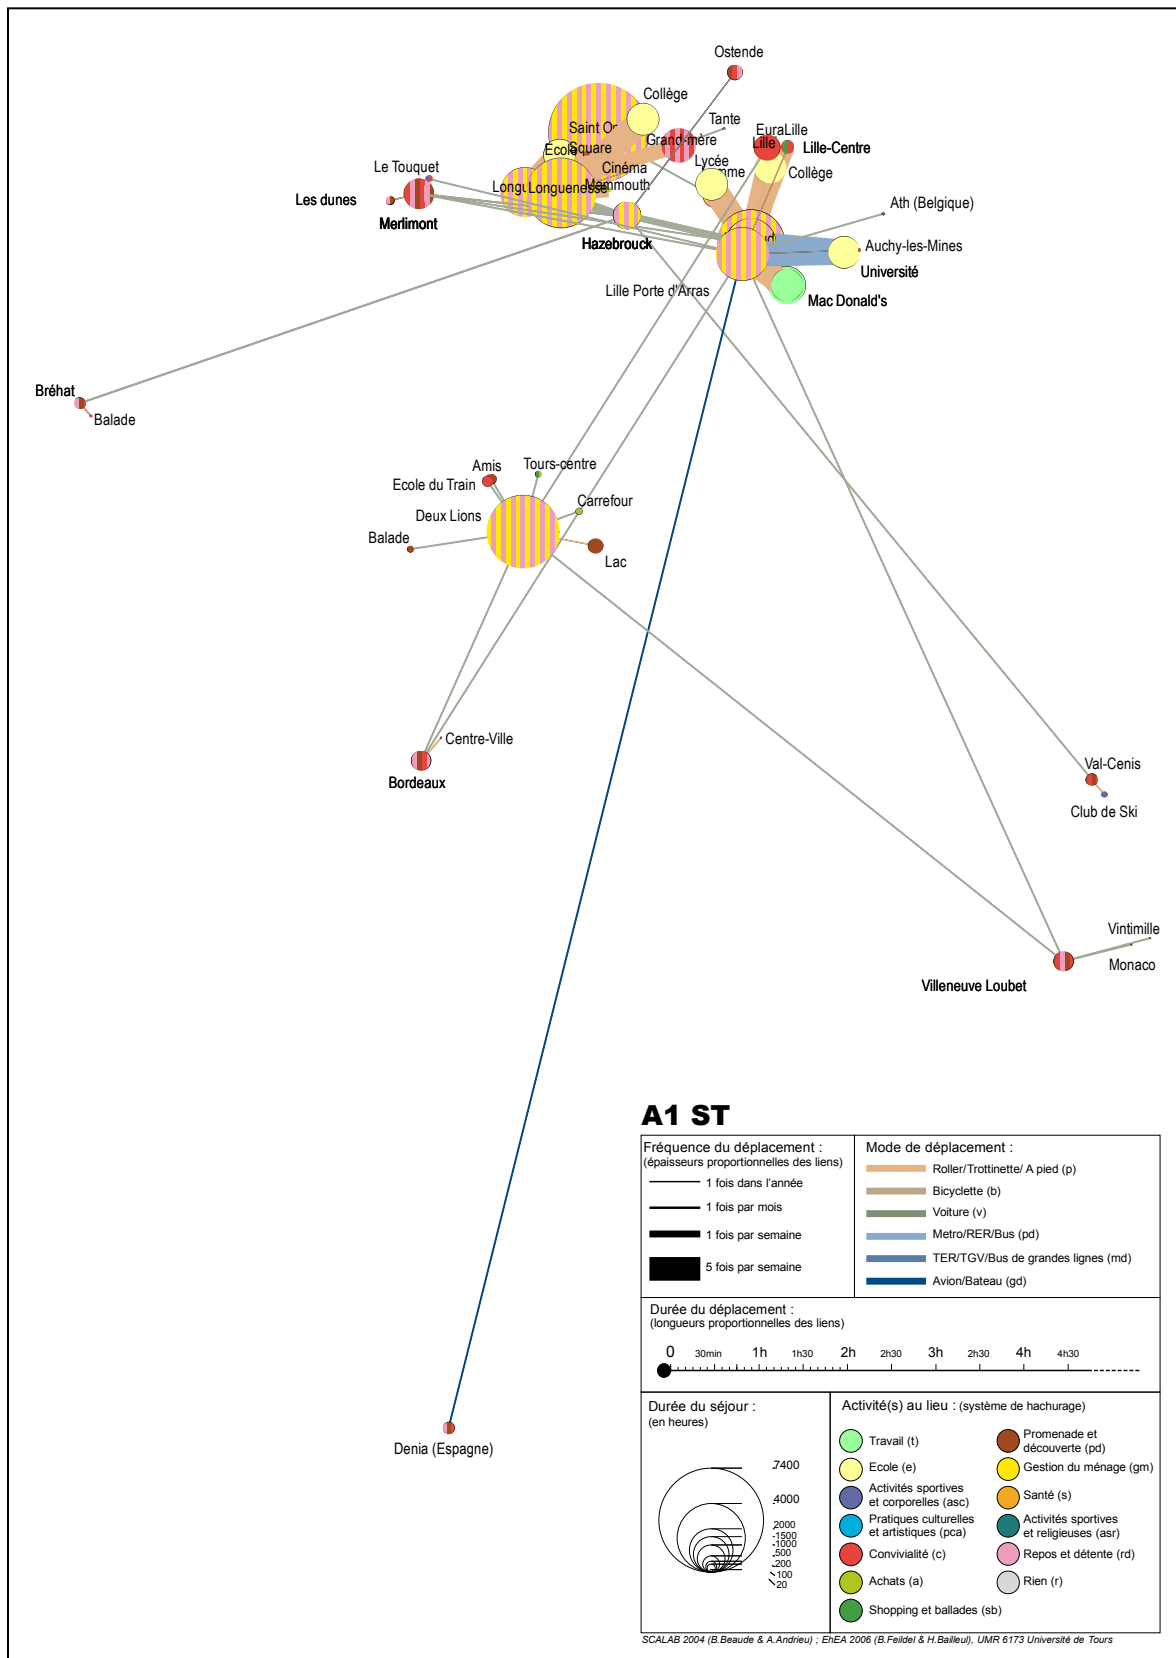 Ostende
Collège
Tante
Saint O
EuraLille
Square
Grand-mère
Lille
Lille-Centre
Ecole
Le Touquet
Cinéma
Lycée
Collège
Mammouth
Longuenesse
Les dunes
Merlimont
Ath (Belgique)
Hazebrouck
Auchy-les-Mines
Université
Lille Porte d'Arras
Mac Donald's
Bréhat
Balade
Amis
Tours-centre
Ecole du Train
Carrefour
Deux Lions
Balade
Lac
Centre-Ville
Bordeaux
Val-Cenis
Club de Ski
Vintimille
Monaco
Villeneuve Loubet
Denia (Espagne)
A1 ST
Fréquence du déplacement :
(épaisseurs proportionnelles des liens)
1 fois dans l'année
1 fois par mois
1 fois par semaine
5 fois par semaine
Mode de déplacement :
Roller/Trottinette/ A pied (p)
Bicyclette (b)
Voiture (v)
Metro/RER/Bus (pd)
TER/TGV/Bus de grandes lignes (md)
Avion/Bateau (gd)
Durée du déplacement :
(longueurs proportionnelles des liens)
0 30min 1h 1h30 2h 2h30 3h 2h30 4h 4h30
Durée du séjour :
(en heures)
7400
4000
2000
1500
1000
500
200
100
20
Activité(s) au lieu : (système de hachurage)
Travail (t)
Ecole (e)
Activités sportives
et corporelles (asc)
Pratiques culturelles
et artistiques (pca)
Convivialité (c)
Achats (a)
Shopping et ballades (sb)
Promenade et
découverte (pd)
Gestion du ménage (gm)
Santé (s)
Activités sportives
et religieuses (asr)
Repos et détente (rd)
Rien (r)
SCALAB 2004 (B.Beaude & A.Andrieu) ; EhEA 2006 (B.Feildel & H.Bailleul), UMR 6173 Université de Tours